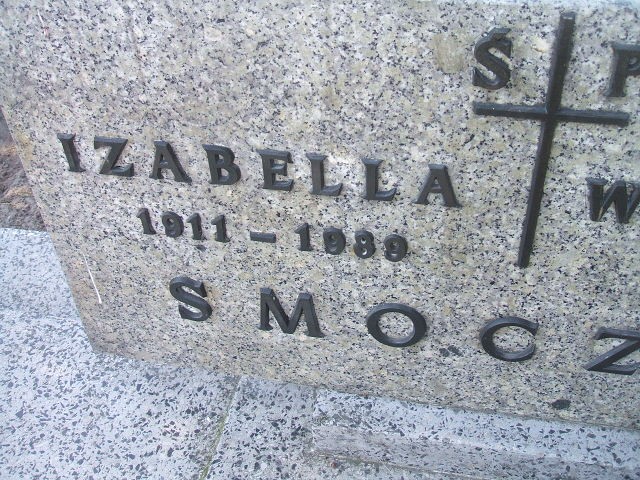 Ś P
IZABELLA W
1911 - 1989
SMOCZ